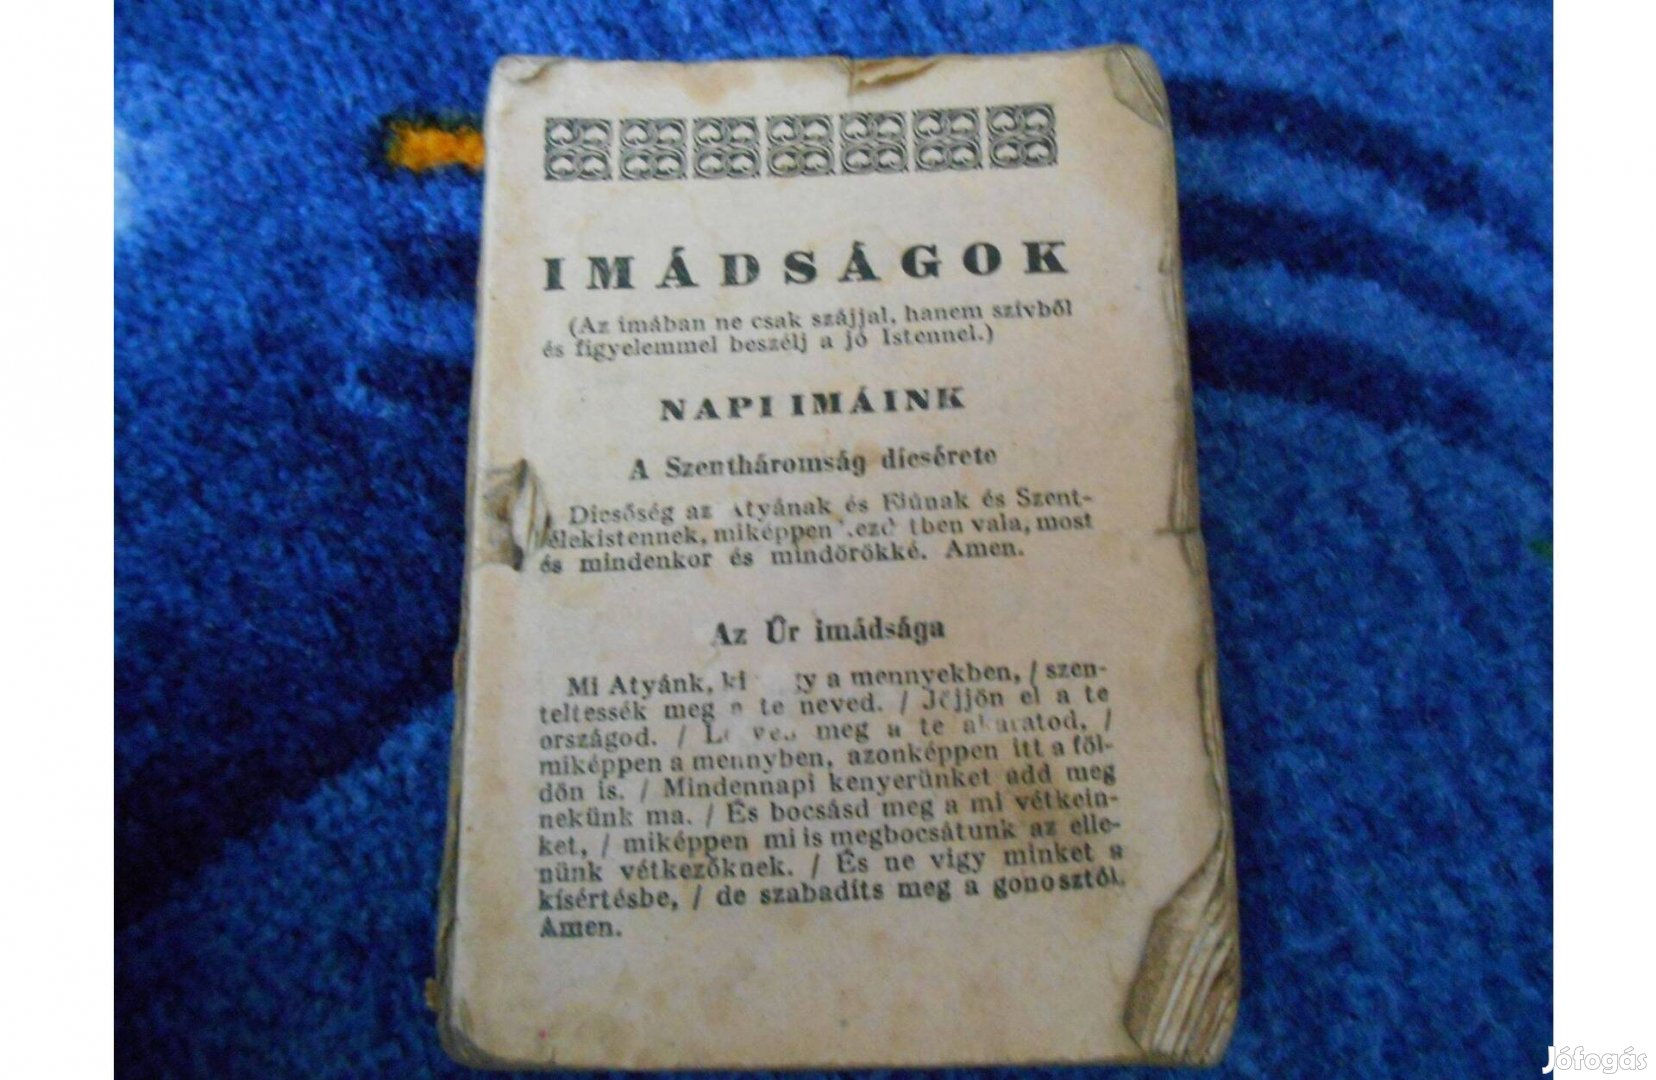 IMÁDSÁGOK
(Az imában ne csak szájjal, hanem szívből
és figyelemmel beszélj a jó Istennel.)
NAPI IMÁINK
A Szentháromság dicsérete
Dicsőség az Atyának és Fiúnak és Szent-
lélekistennek, miképpen kezdetben vala, most
és mindenkor és mindörökké. Amen.
Az Úr imádsága
Mi Atyánk, ki vagy a mennyekben, / szen-
teltessék meg a te neved. / Jöjjön el a te
országod. / Legyen meg a te akaratod, /
miképpen a mennyben, azonképpen itt a föl-
dön is. / Mindennapi kenyerünket add meg
nekünk ma. / És bocsásd meg a mi vétkein-
ket, / miképpen mi is megbocsátunk az elle-
nünk vétkezőknek. / És ne vigy minket a
kísértésbe, / de szabadíts meg a gonosztól.
Amen.
Jófogás